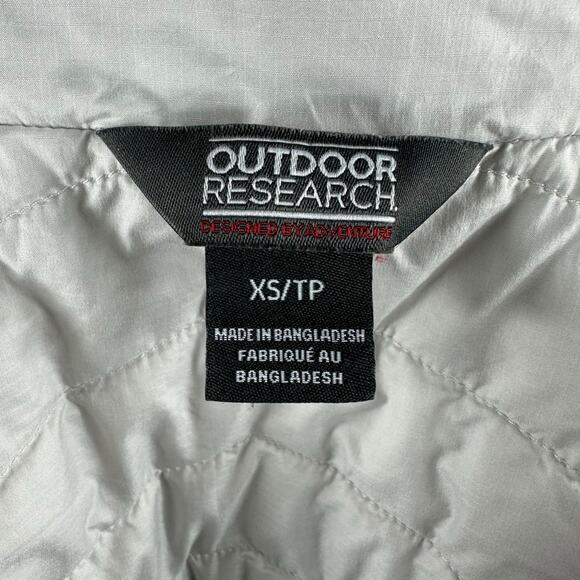 OUTDOOR
RESEARCH
DESIGNED BY ADVENTURE
XS/TP
MADE IN BANGLADESH
FABRIQUÉ AU
BANGLADESH